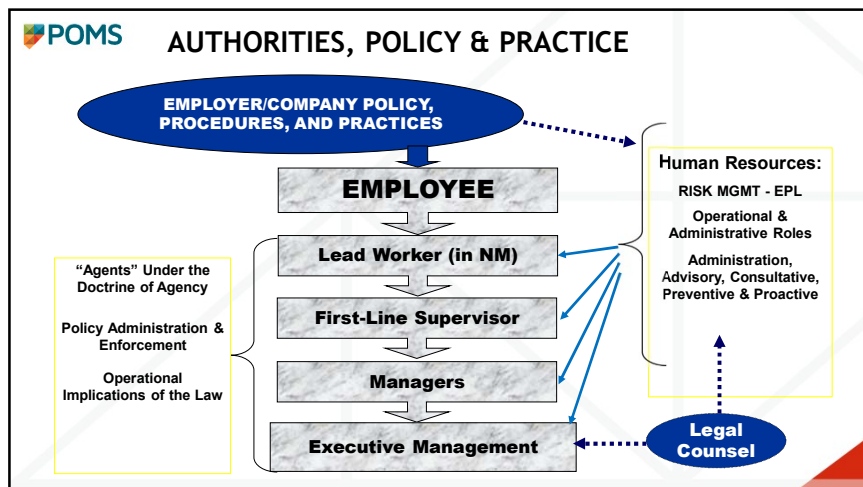 POMS
AUTHORITIES, POLICY & PRACTICE
EMPLOYER/COMPANY POLICY,
PROCEDURES, AND PRACTICES
EMPLOYEE
Lead Worker (in NM)
First-Line Supervisor
Managers
Executive Management
“Agents” Under the
Doctrine of Agency
Policy Administration &
Enforcement
Operational
Implications of the Law
Human Resources:
RISK MGMT - EPL
Operational &
Administrative Roles
Administration,
Advisory, Consultative,
Preventive & Proactive
Legal
Counsel